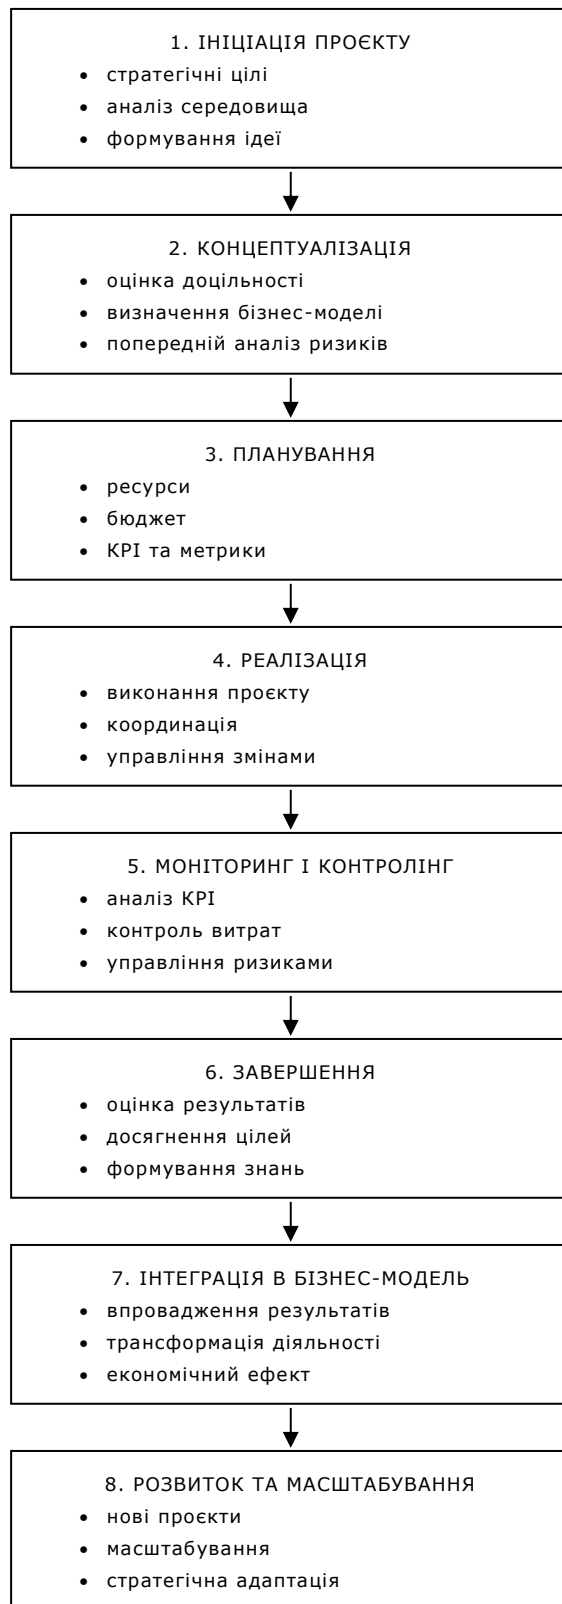 1. ІНІЦІАЦІЯ ПРОЄКТУ
• стратегічні цілі
• аналіз середовища
• формування ідеї
2. КОНЦЕПТУАЛІЗАЦІЯ
• оцінка доцільності
• визначення бізнес-моделі
• попередній аналіз ризиків
3. ПЛАНУВАННЯ
• ресурси
• бюджет
• KPI та метрики
4. РЕАЛІЗАЦІЯ
• виконання проєкту
• координація
• управління змінами
5. МОНІТОРИНГ І КОНТРОЛІНГ
• аналіз KPI
• контроль витрат
• управління ризиками
6. ЗАВЕРШЕННЯ
• оцінка результатів
• досягнення цілей
• формування знань
7. ІНТЕГРАЦІЯ В БІЗНЕС-МОДЕЛЬ
• впровадження результатів
• трансформація діяльності
• економічний ефект
8. РОЗВИТОК ТА МАСШТАБУВАННЯ
• нові проєкти
• масштабування
• стратегічна адаптація